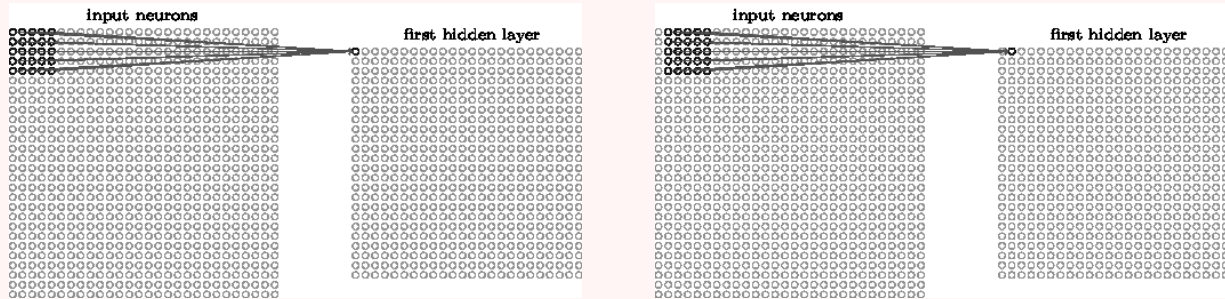 input neurons
first hidden layer
input neurons
first hidden layer